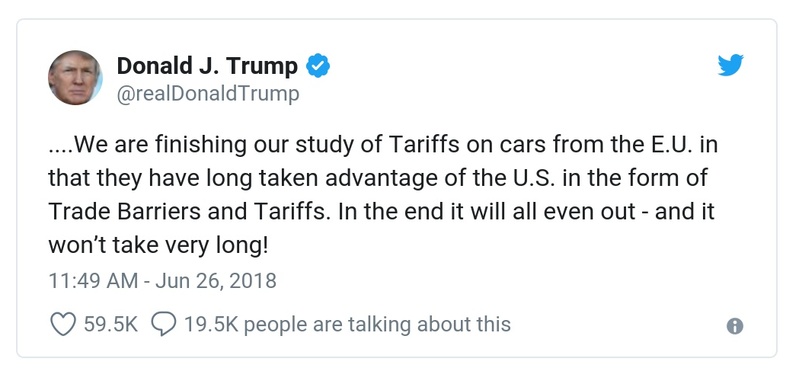 Donald J. Trump
@realDonaldTrump
....We are finishing our study of Tariffs on cars from the E.U. in
that they have long taken advantage of the U.S. in the form of
Trade Barriers and Tariffs. In the end it will all even out - and it
won’t take very long!
11:49 AM - Jun 26, 2018
59.5K 19.5K people are talking about this